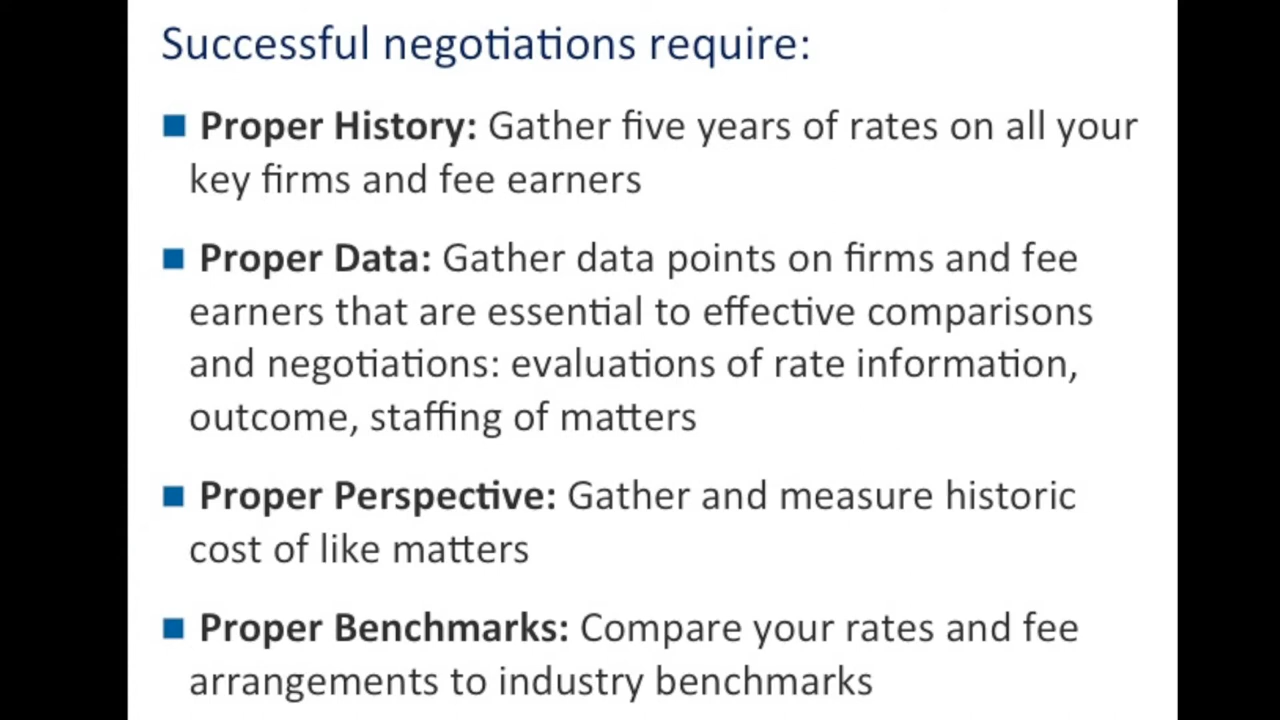 Successful negotiations require:
■ Proper History: Gather five years of rates on all your
key firms and fee earners
■ Proper Data: Gather data points on firms and fee
earners that are essential to effective comparisons
and negotiations: evaluations of rate information,
outcome, staffing of matters
■ Proper Perspective: Gather and measure historic
cost of like matters
■ Proper Benchmarks: Compare your rates and fee
arrangements to industry benchmarks